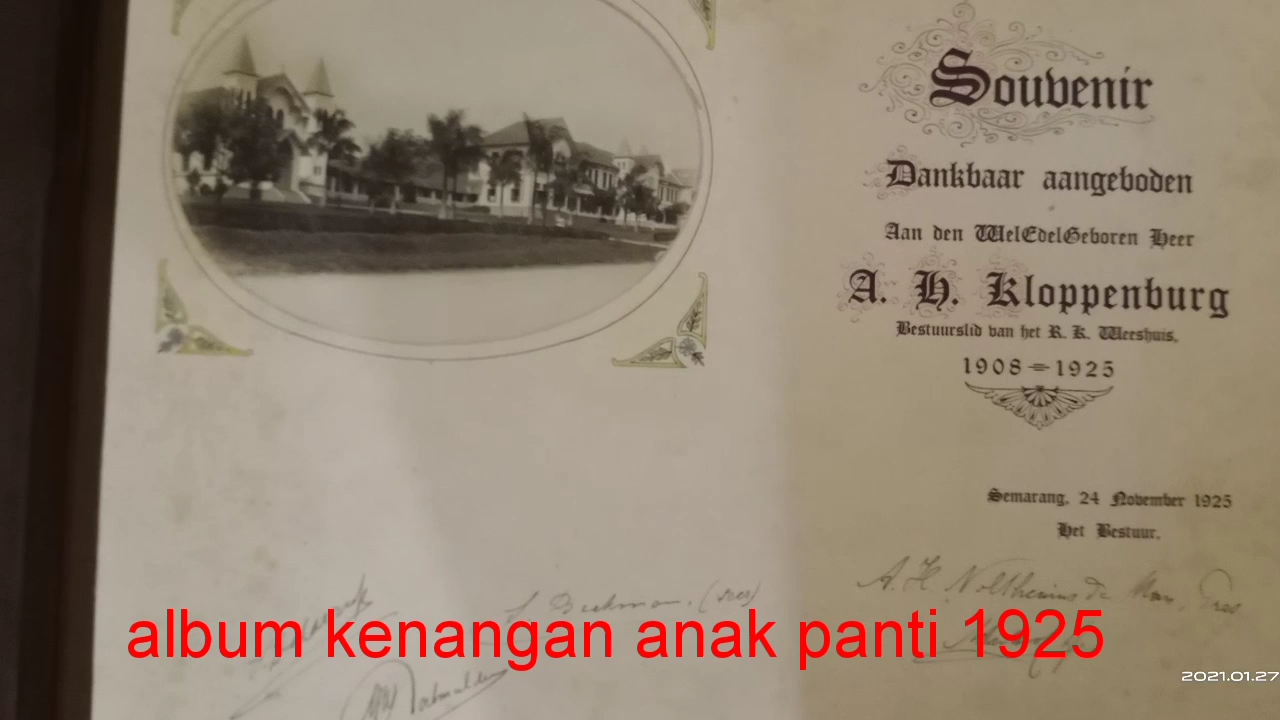 Souvenir
Dankbaar aangeboden
Aan den WelEdelGeboren Heer
A. H. Kloppenburg
Bestuurslid van het R. K. Weeshuis.
1908 = 1925
Semarang, 24 November 1925
Het Bestuur.
A. H.
album kenangan anak panti 1925
2021.01.27